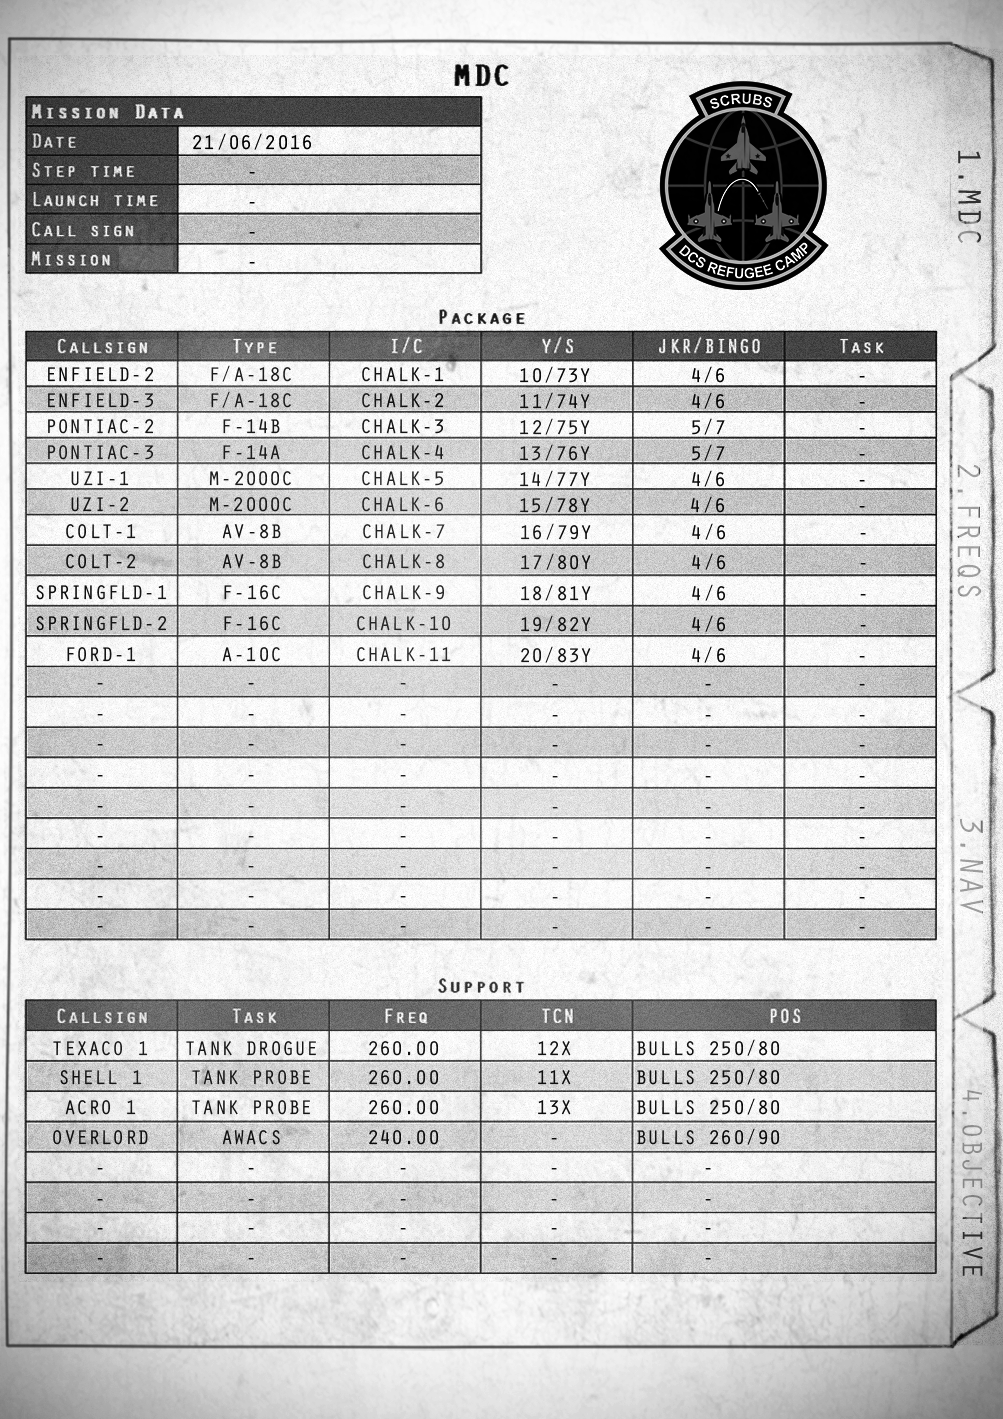 MDC
SCRUBS
DCS REFUGEE CAMP
MISSION DATA
DATE 21/06/2016
STEP TIME -
LAUNCH TIME -
CALL SIGN -
MISSION -
PACKAGE
CALLSIGN TYPE I/C Y/S JKR/BINGO TASK
ENFIELD-2 F/A-18C CHALK-1 10/73Y 4/6 -
ENFIELD-3 F/A-18C CHALK-2 11/74Y 4/6 -
PONTIAC-2 F-14B CHALK-3 12/75Y 5/7 -
PONTIAC-3 F-14A CHALK-4 13/76Y 5/7 -
UZI-1 M-2000C CHALK-5 14/77Y 4/6 -
UZI-2 M-2000C CHALK-6 15/78Y 4/6 -
COLT-1 AV-8B CHALK-7 16/79Y 4/6 -
COLT-2 AV-8B CHALK-8 17/80Y 4/6 -
SPRINGFLD-1 F-16C CHALK-9 18/81Y 4/6 -
SPRINGFLD-2 F-16C CHALK-10 19/82Y 4/6 -
FORD-1 A-10C CHALK-11 20/83Y 4/6 -
- - - - - -
- - - - - -
- - - - - -
- - - - - -
- - - - - -
- - - - - -
- - - - - -
- - - - - -
- - - - - -
SUPPORT
CALLSIGN TASK FREQ TCN POS
TEXACO 1 TANK DROGUE 260.00 12X BULLS 250/80
SHELL 1 TANK PROBE 260.00 11X BULLS 250/80
ACRO 1 TANK PROBE 260.00 13X BULLS 250/80
OVERLORD AWACS 240.00 - BULLS 260/90
- - - - -
- - - - -
- - - - -
- - - - -
1.MDC
2.FREQS
3.NAV
4.OBJECTIVE